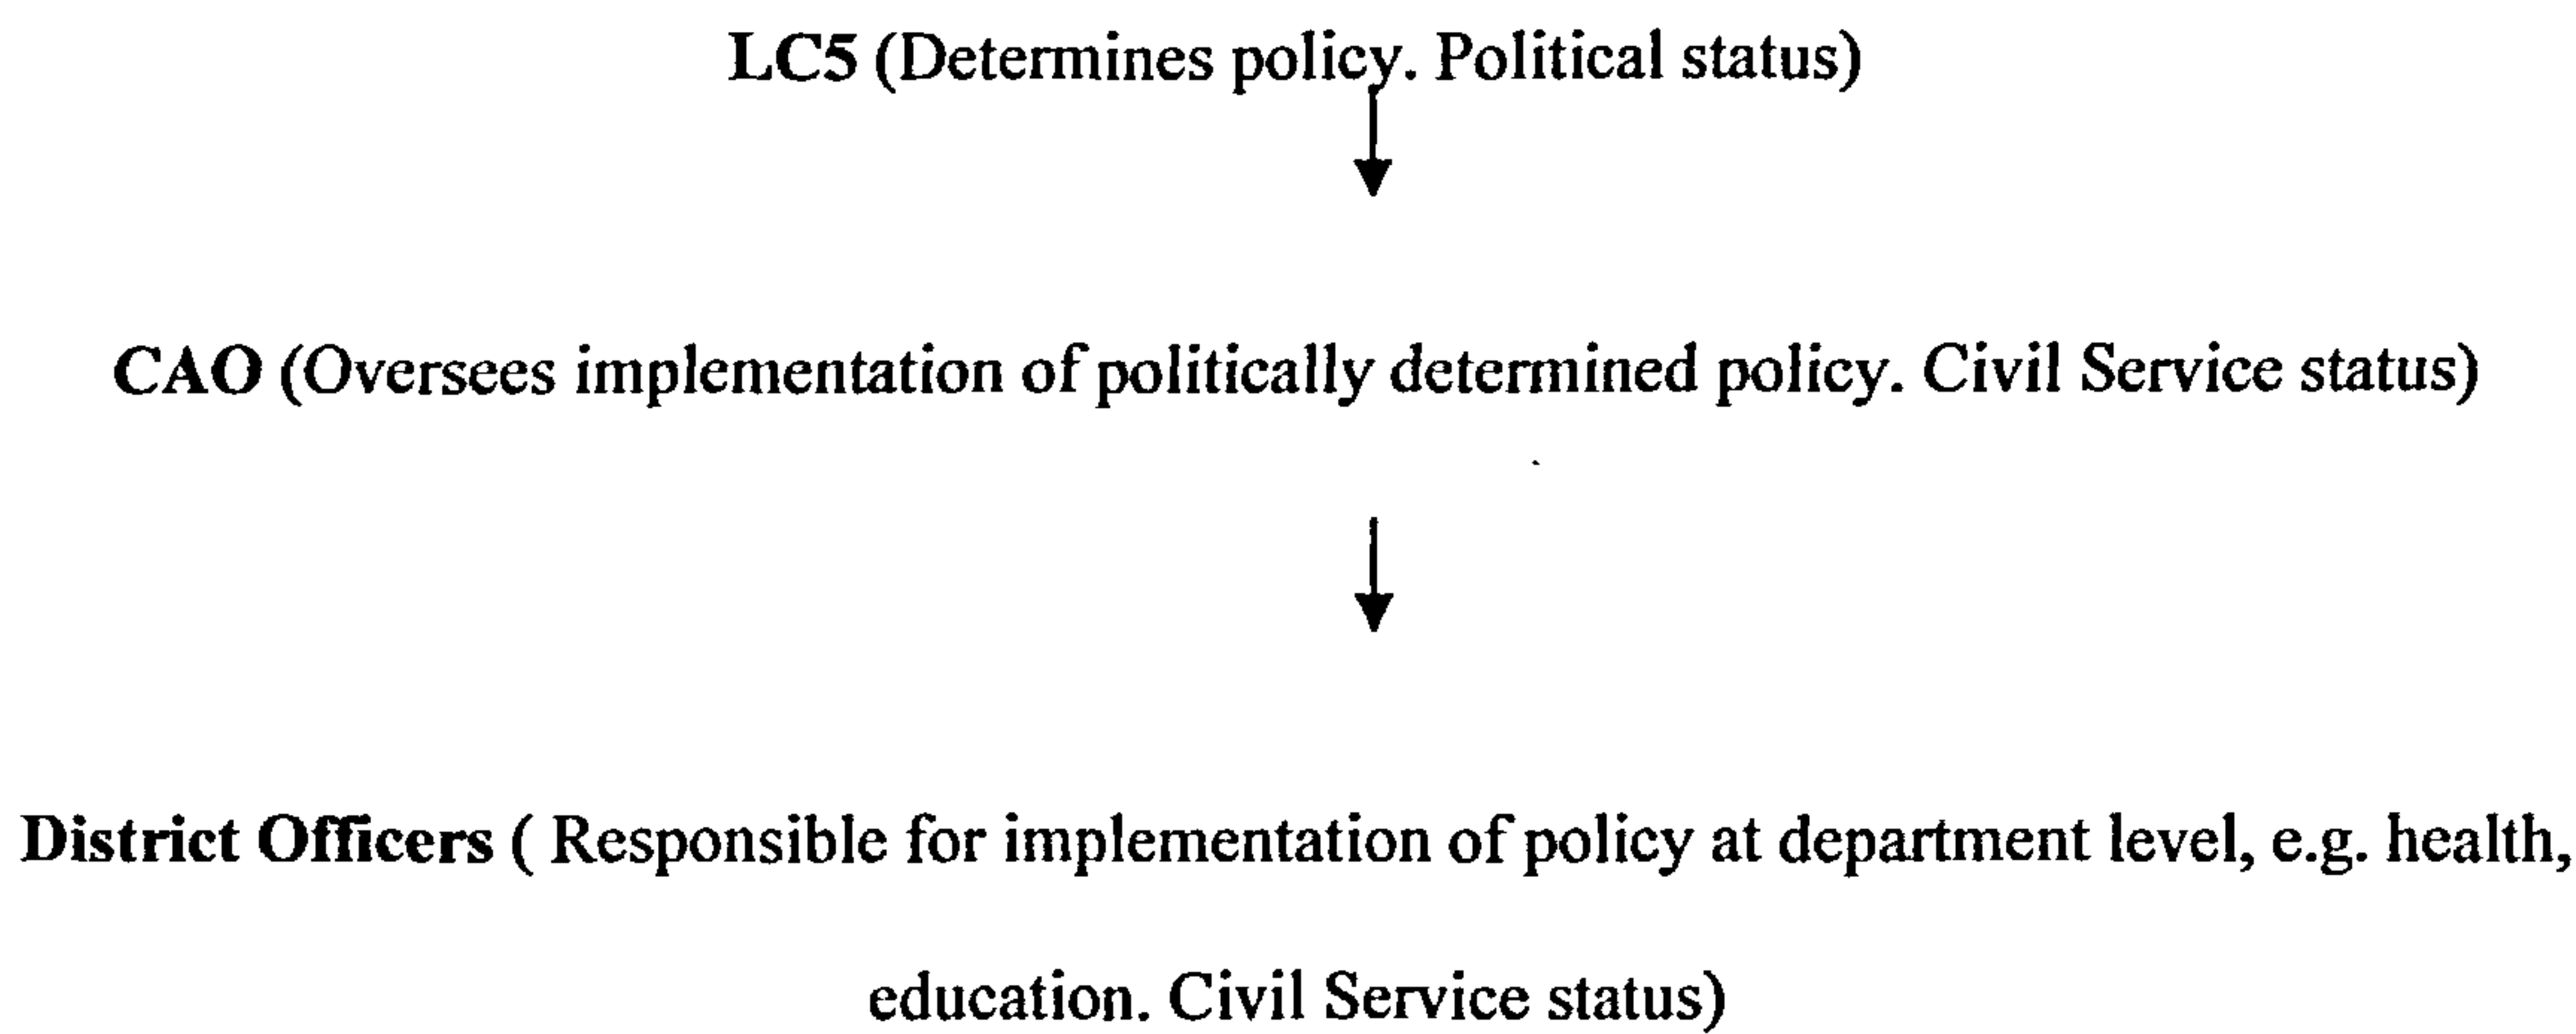 LC5 (Determines policy. Political status)
CAO (Oversees implementation of politically determined policy. Civil Service status)
District Officers ( Responsible for implementation of policy at department level, e.g. health,
education. Civil Service status)